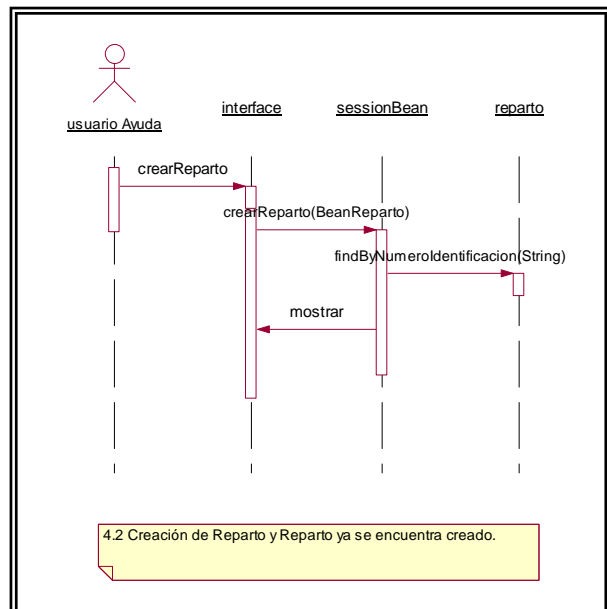 usuario Ayuda
interface
sessionBean
reparto
crearReparto
crearReparto(BeanReparto)
findByNumeroIdentificacion(String)
mostrar
4.2 Creación de Reparto y Reparto ya se encuentra creado.